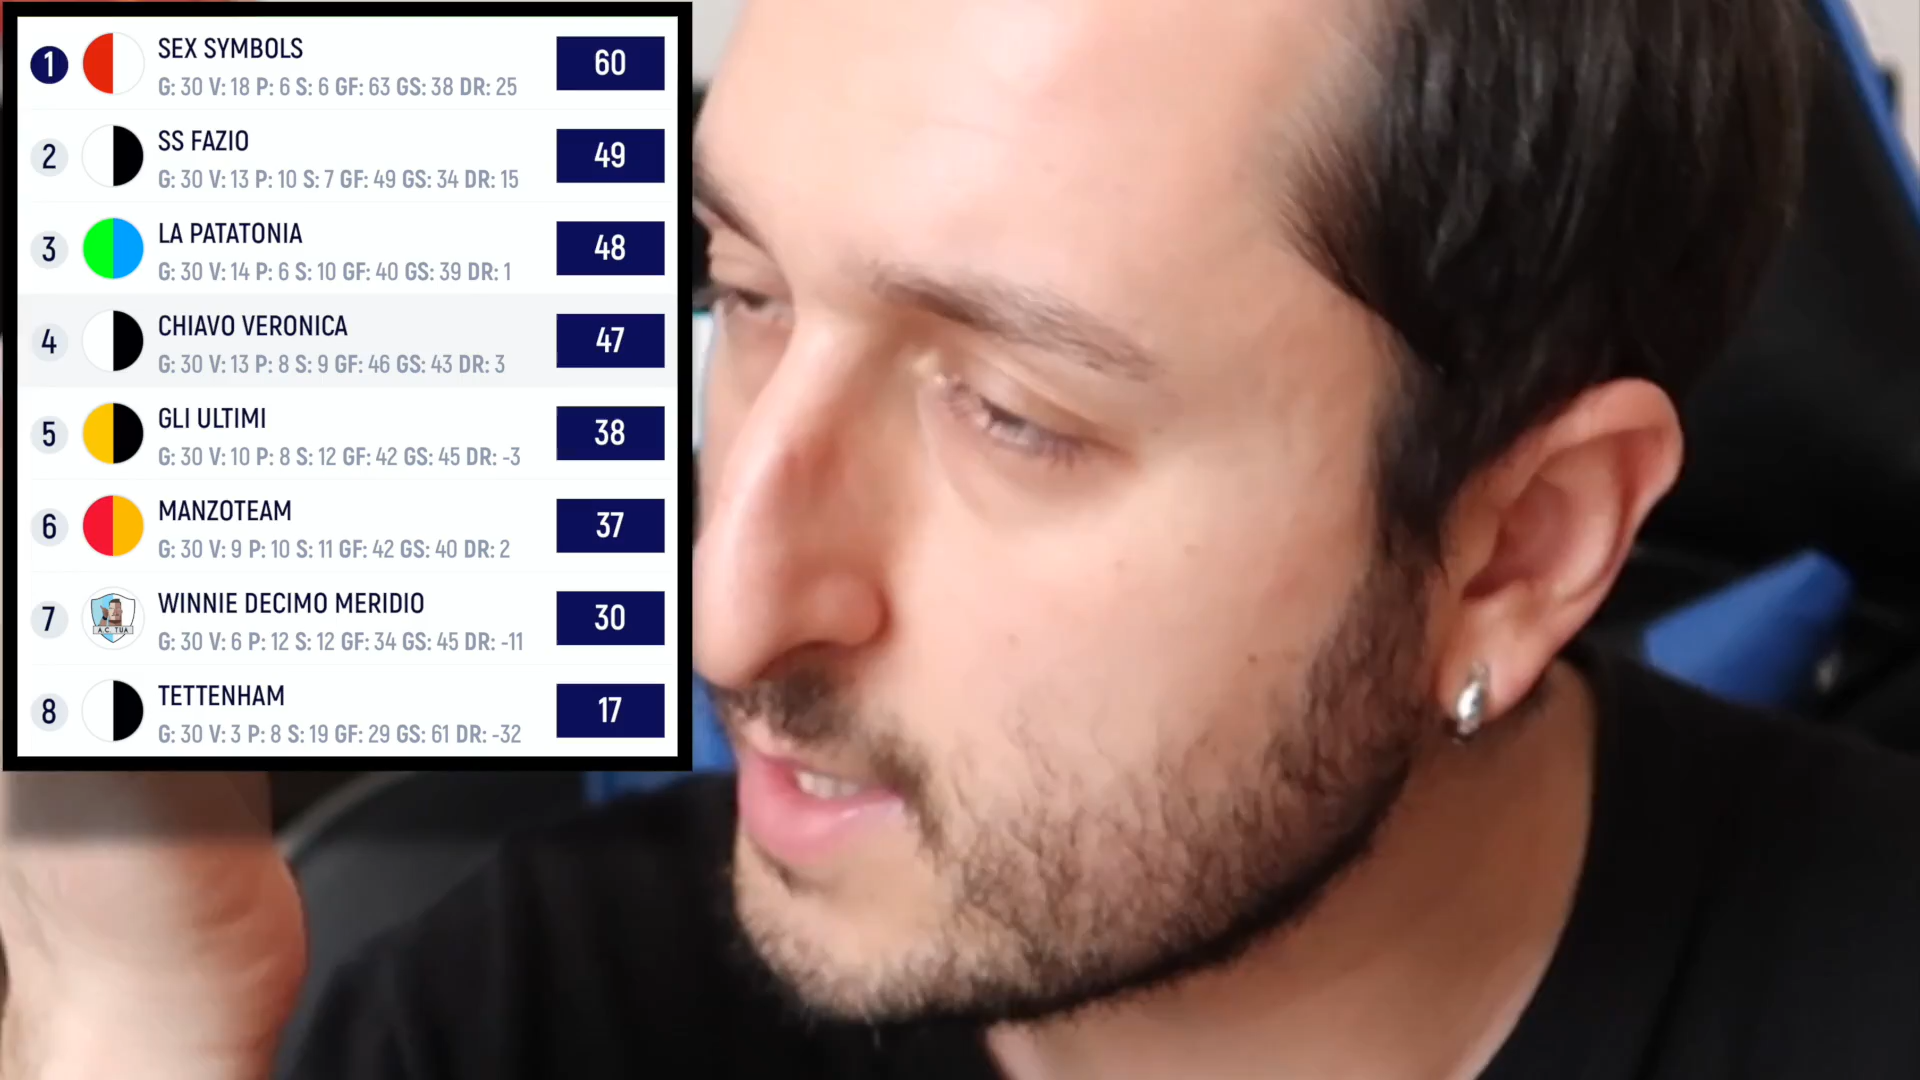 1
SEX SYMBOLS
60
G: 30 V: 18 P: 6 S: 6 GF: 63 GS: 38 DR: 25
2
SS FAZIO
49
G: 30 V: 13 P: 10 S: 7 GF: 49 GS: 34 DR: 15
3
LA PATATONIA
48
G: 30 V: 14 P: 6 S: 10 GF: 40 GS: 39 DR: 1
4
CHIAVO VERONICA
47
G: 30 V: 13 P: 8 S: 9 GF: 46 GS: 43 DR: 3
5
GLI ULTIMI
38
G: 30 V: 10 P: 8 S: 12 GF: 42 GS: 45 DR: -3
6
MANZOTEAM
37
G: 30 V: 9 P: 10 S: 11 GF: 42 GS: 40 DR: 2
7
A.C. TUA
WINNIE DECIMO MERIDIO
30
G: 30 V: 6 P: 12 S: 12 GF: 34 GS: 45 DR: -11
8
TETTENHAM
17
G: 30 V: 3 P: 8 S: 19 GF: 29 GS: 61 DR: -32